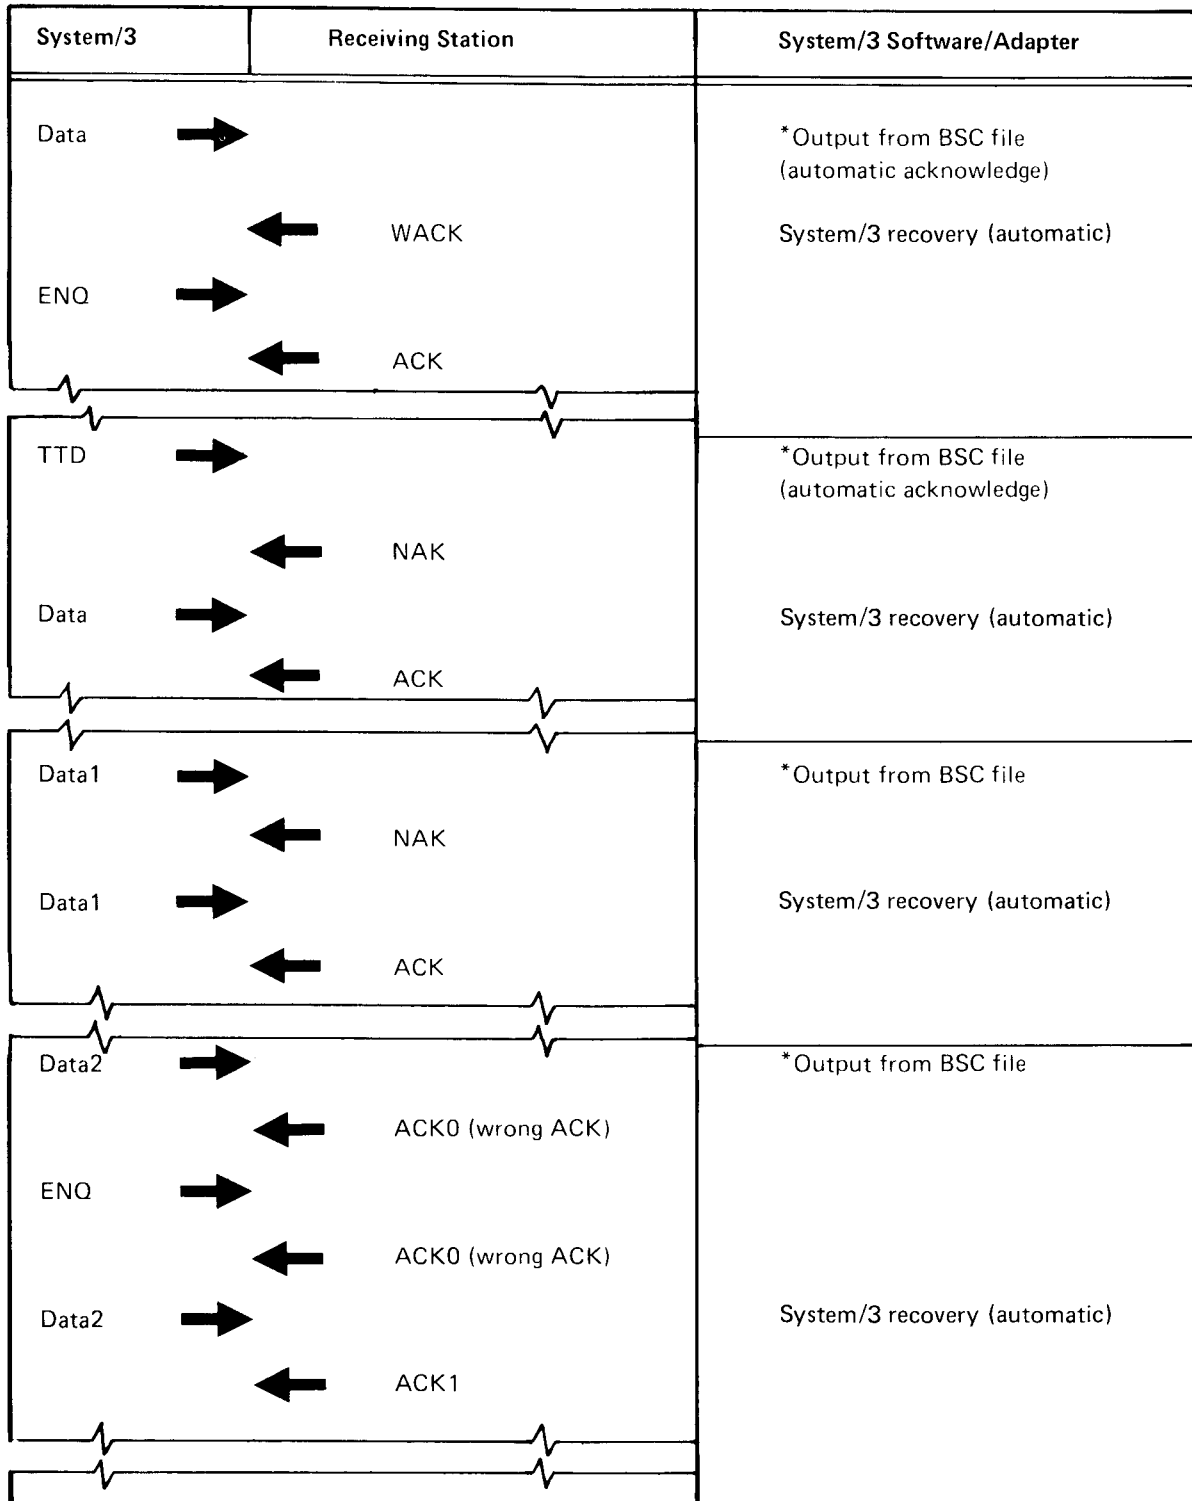 System/3 Receiving Station System/3 Software/Adapter
Data *Output from BSC file
(automatic acknowledge)
WACK System/3 recovery (automatic)
ENQ
ACK
TTD *Output from BSC file
(automatic acknowledge)
NAK
Data System/3 recovery (automatic)
ACK
Data1 *Output from BSC file
NAK
Data1 System/3 recovery (automatic)
ACK
Data2 *Output from BSC file
ACK0 (wrong ACK)
ENQ
ACK0 (wrong ACK)
Data2 System/3 recovery (automatic)
ACK1